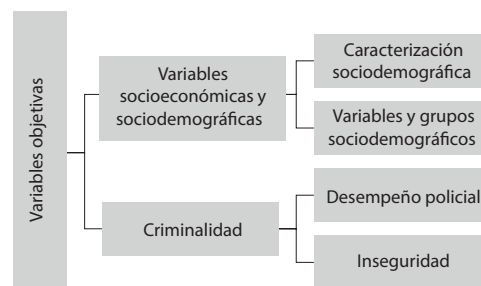 Variables objetivas
Variables
socioeconómicas y
sociodemográficas
Caracterización
sociodemográfica
Variables y grupos
sociodemográficos
Criminalidad
Desempeño policial
Inseguridad